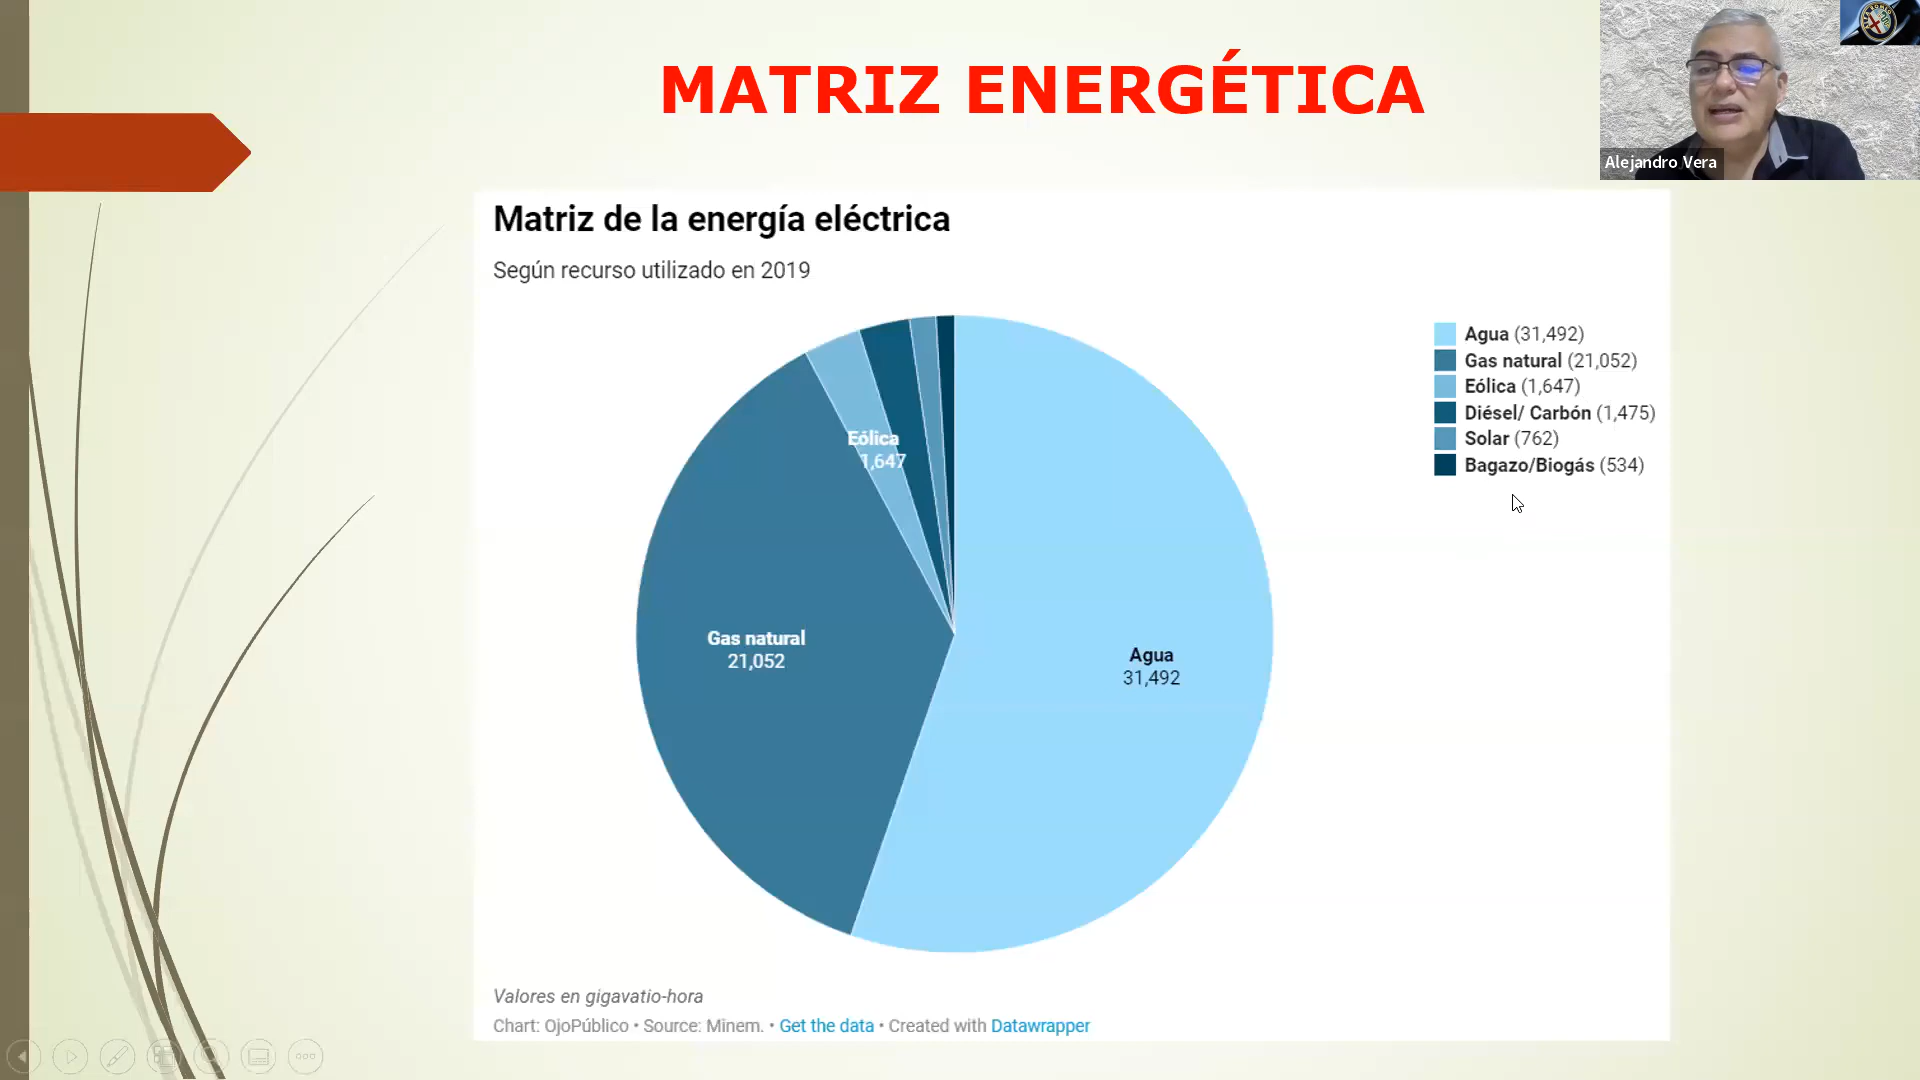 MATRIZ ENERGÉTICA
Alejandro Vera
Matriz de la energía eléctrica
Según recurso utilizado en 2019
Agua (31,492)
Gas natural (21,052)
Eólica (1,647)
Diésel/ Carbón (1,475)
Solar (762)
Bagazo/Biogás (534)
Eólica
1,647
Gas natural
21,052
Agua
31,492
Valores en gigavatio-hora
Chart: OjoPúblico • Source: Minem. • Get the data • Created with Datawrapper